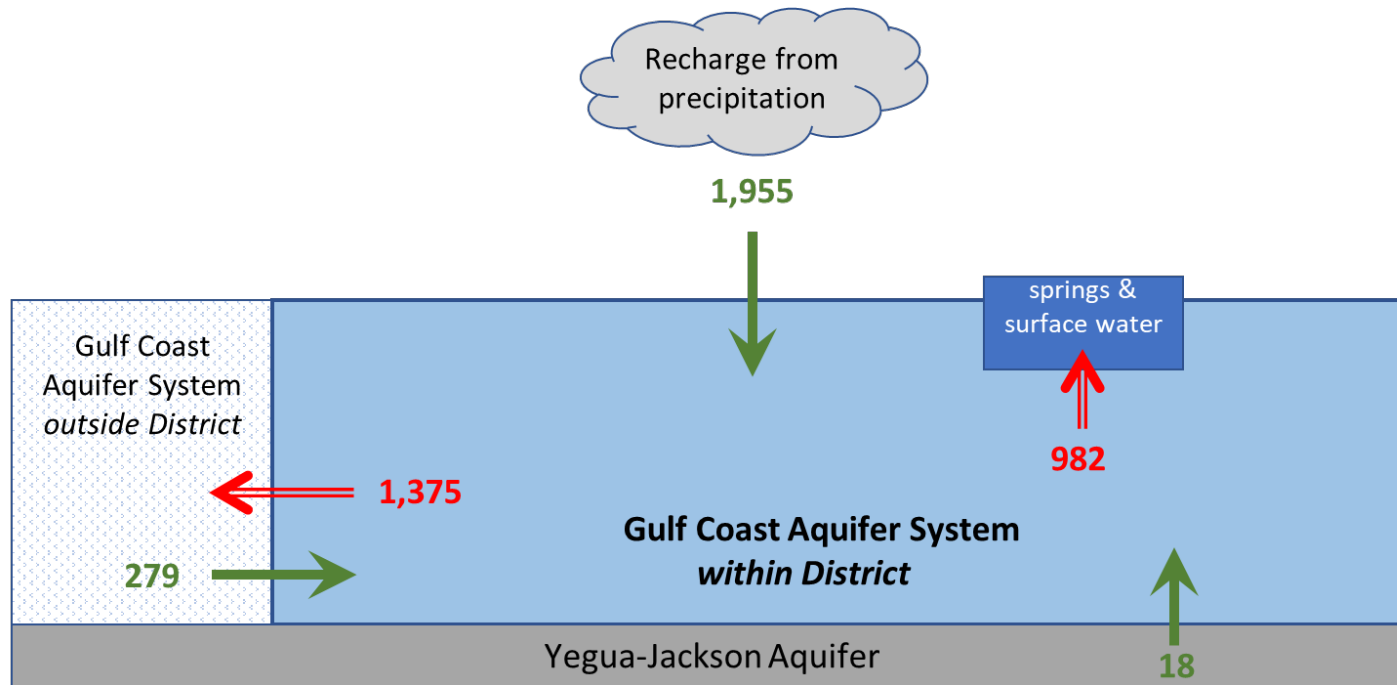 Recharge from
precipitation
1,955
springs &
surface water
Gulf Coast
Aquifer System
outside District
982
1,375
Gulf Coast Aquifer System
within District
279
Yegua-Jackson Aquifer
18